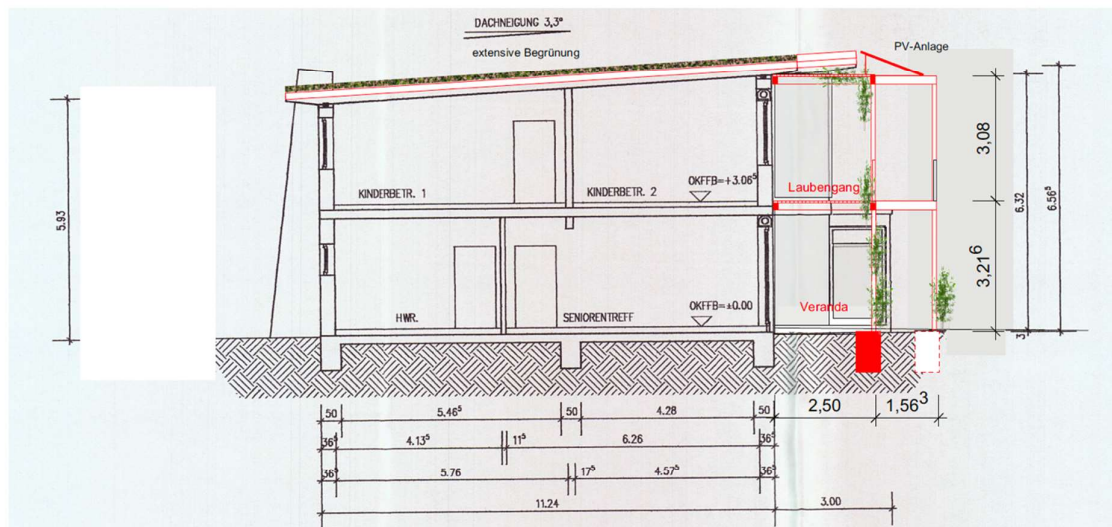 DACHNEIGUNG 3,3°
extensive Begrünung
PV-Anlage
5.93
KINDERBETR. 1
KINDERBETR. 2
OKFFB=+3.06⁵
Laubengang
3,08
6.32
6.56⁵
HWR.
SENIORENTREFF
OKFFB=±0.00
Veranda
3,21⁶
3
50
5.46⁵
50
4.28
50
2,50
1,56³
36⁵
4.13⁵
11⁵
6.26
36⁵
36⁵
5.76
17⁵
4.57⁵
36⁵
11.24
3.00